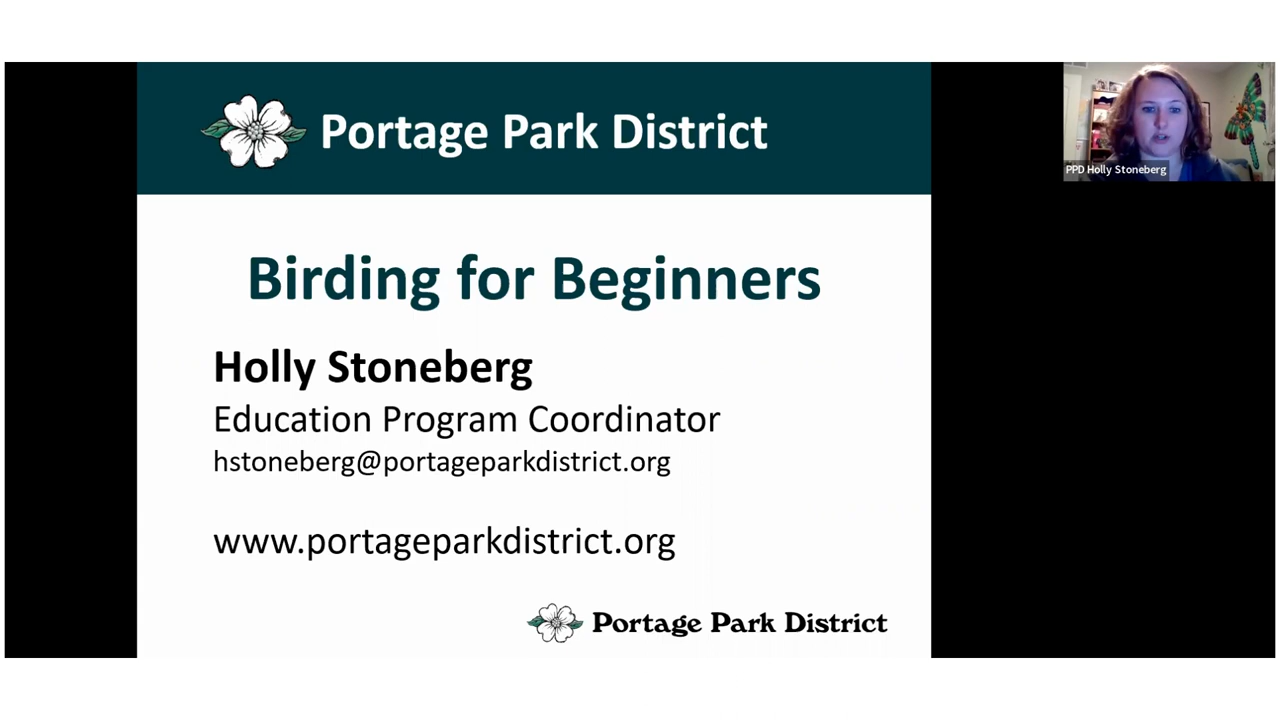 Portage Park District
PPD Holly Stoneberg
Birding for Beginners
Holly Stoneberg
Education Program Coordinator
hstoneberg@portageparkdistrict.org
www.portageparkdistrict.org
Portage Park District